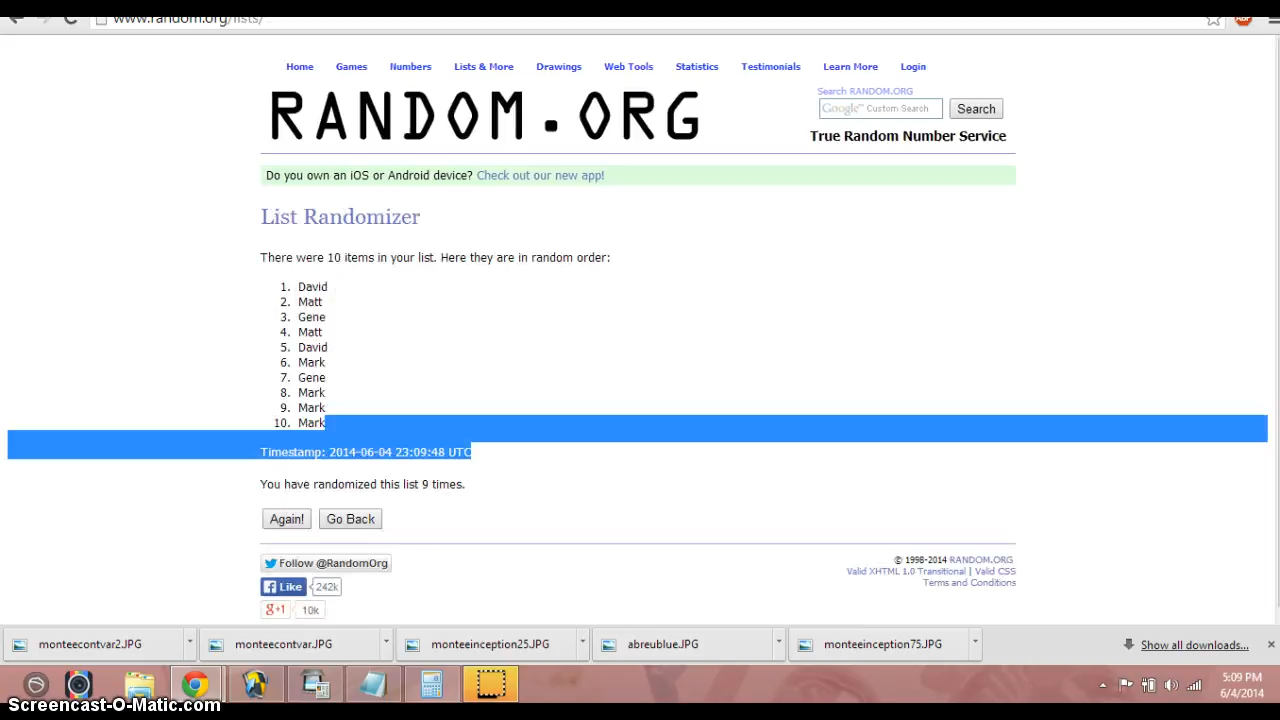 www.random.org/lists/
ABP
Home Games Numbers Lists & More Drawings Web Tools Statistics Testimonials Learn More Login
Search RANDOM.ORG
RANDOM.ORG
Google™ Custom Search Search
True Random Number Service
Do you own an iOS or Android device? Check out our new app!
List Randomizer
There were 10 items in your list. Here they are in random order:
1. David
2. Matt
3. Gene
4. Matt
5. David
6. Mark
7. Gene
8. Mark
9. Mark
10. Mark
Timestamp: 2014-06-04 23:09:48 UTC
You have randomized this list 9 times.
Again! Go Back
Follow @RandomOrg
Like 242k
g+1 10k
© 1998-2014 RANDOM.ORG
Valid XHTML 1.0 Transitional | Valid CSS
Terms and Conditions
monteecontvar2.JPG monteecontvar.JPG monteeinception25.JPG abreublue.JPG monteeinception75.JPG Show all downloads...
5:09 PM
6/4/2014
Screencast-O-Matic.com